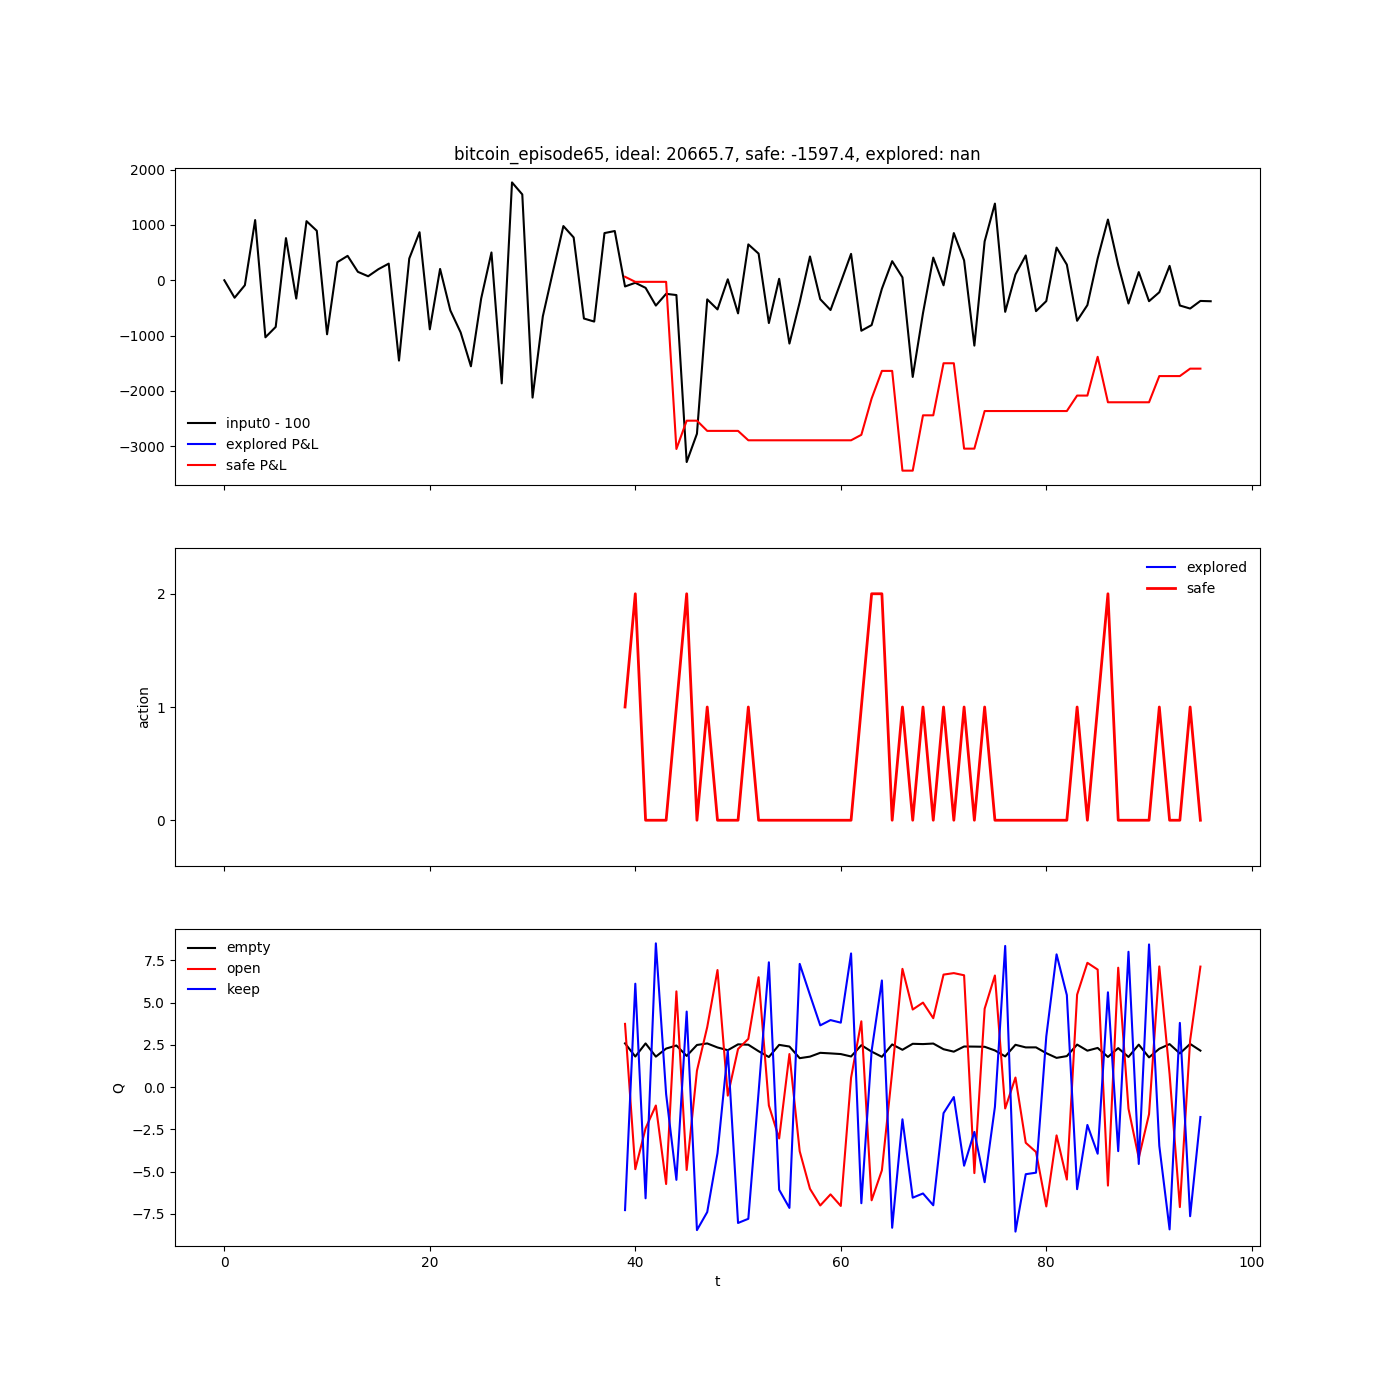 bitcoin_episode65, ideal: 20665.7, safe: -1597.4, explored: nan
2000
1000
0
−1000
−2000
−3000
input0 - 100
explored P&L
safe P&L
2
1
0
action
explored
safe
7.5
5.0
2.5
0.0
−2.5
−5.0
−7.5
Q
empty
open
keep
0 20 40 60 80 100
t